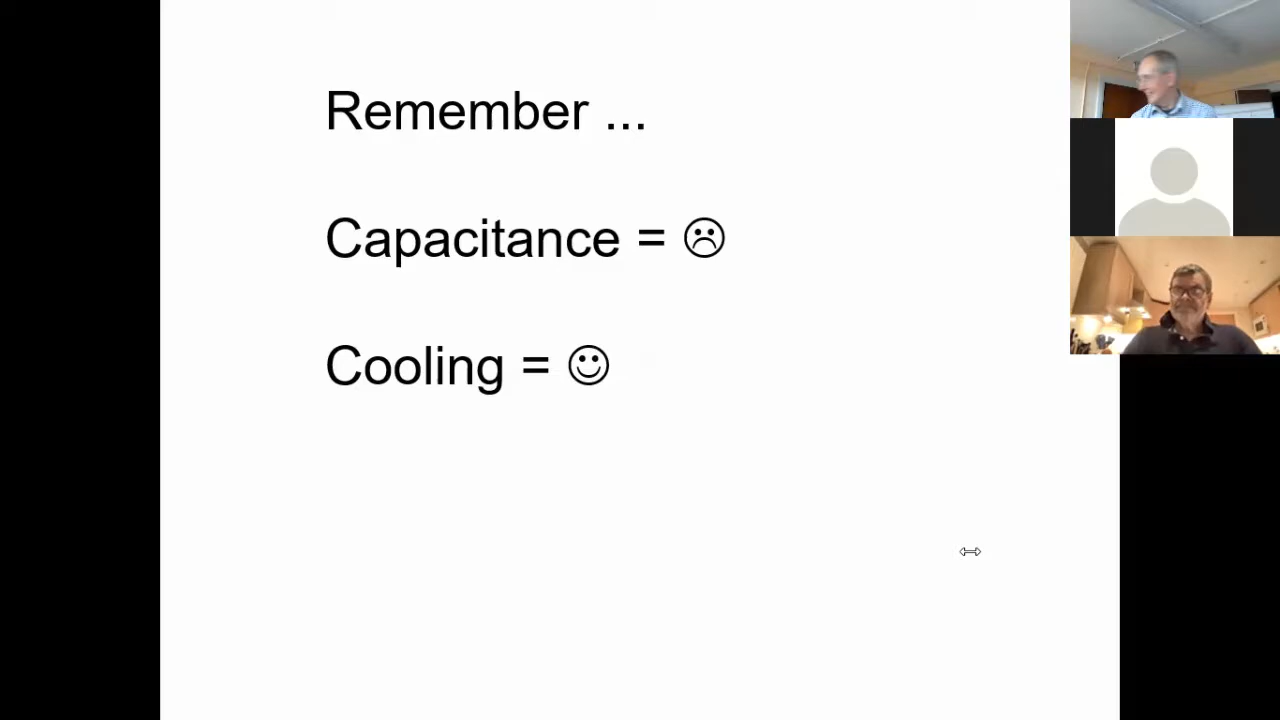 Remember ...
Capacitance = ☹
Cooling = ☺